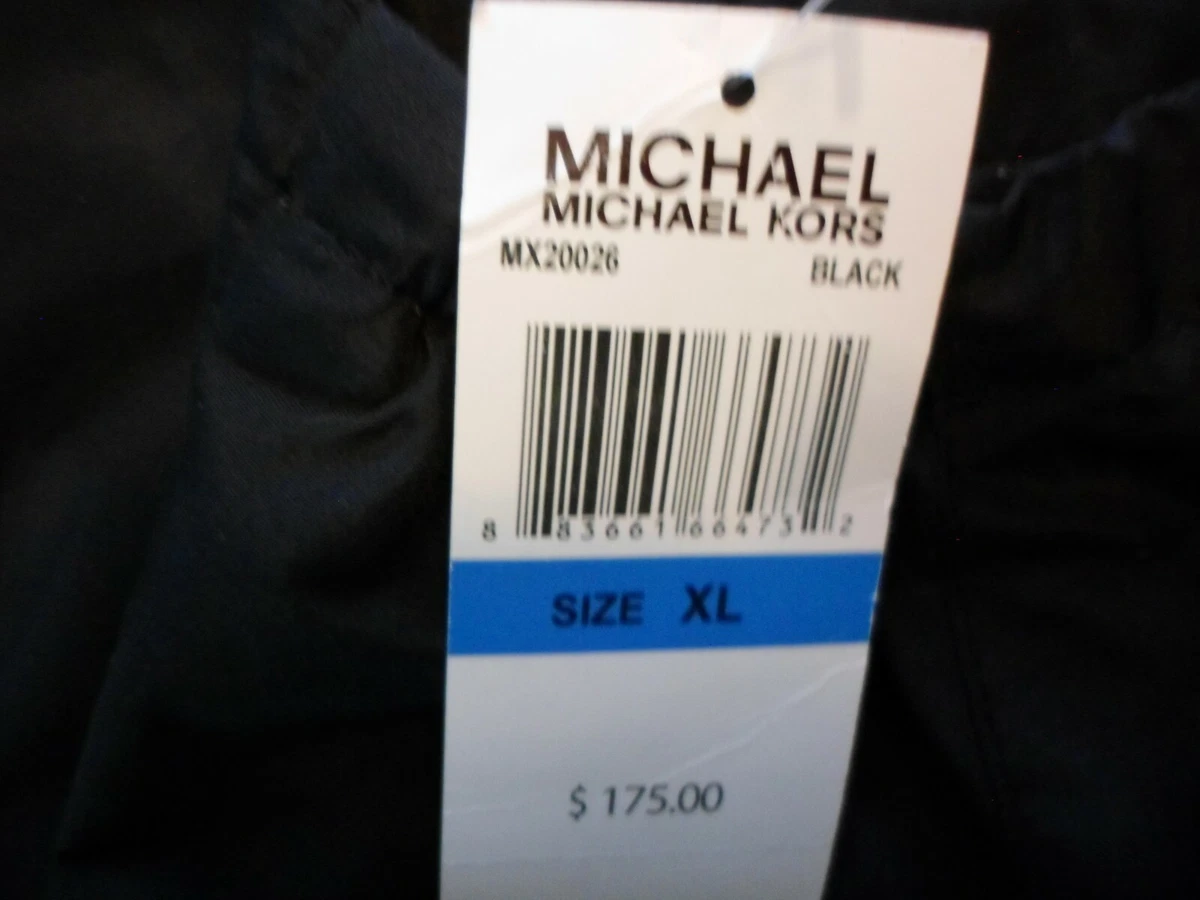 MICHAEL
MICHAEL KORS
MX20026 BLACK
8 83661 66473 2
SIZE XL
$ 175.00